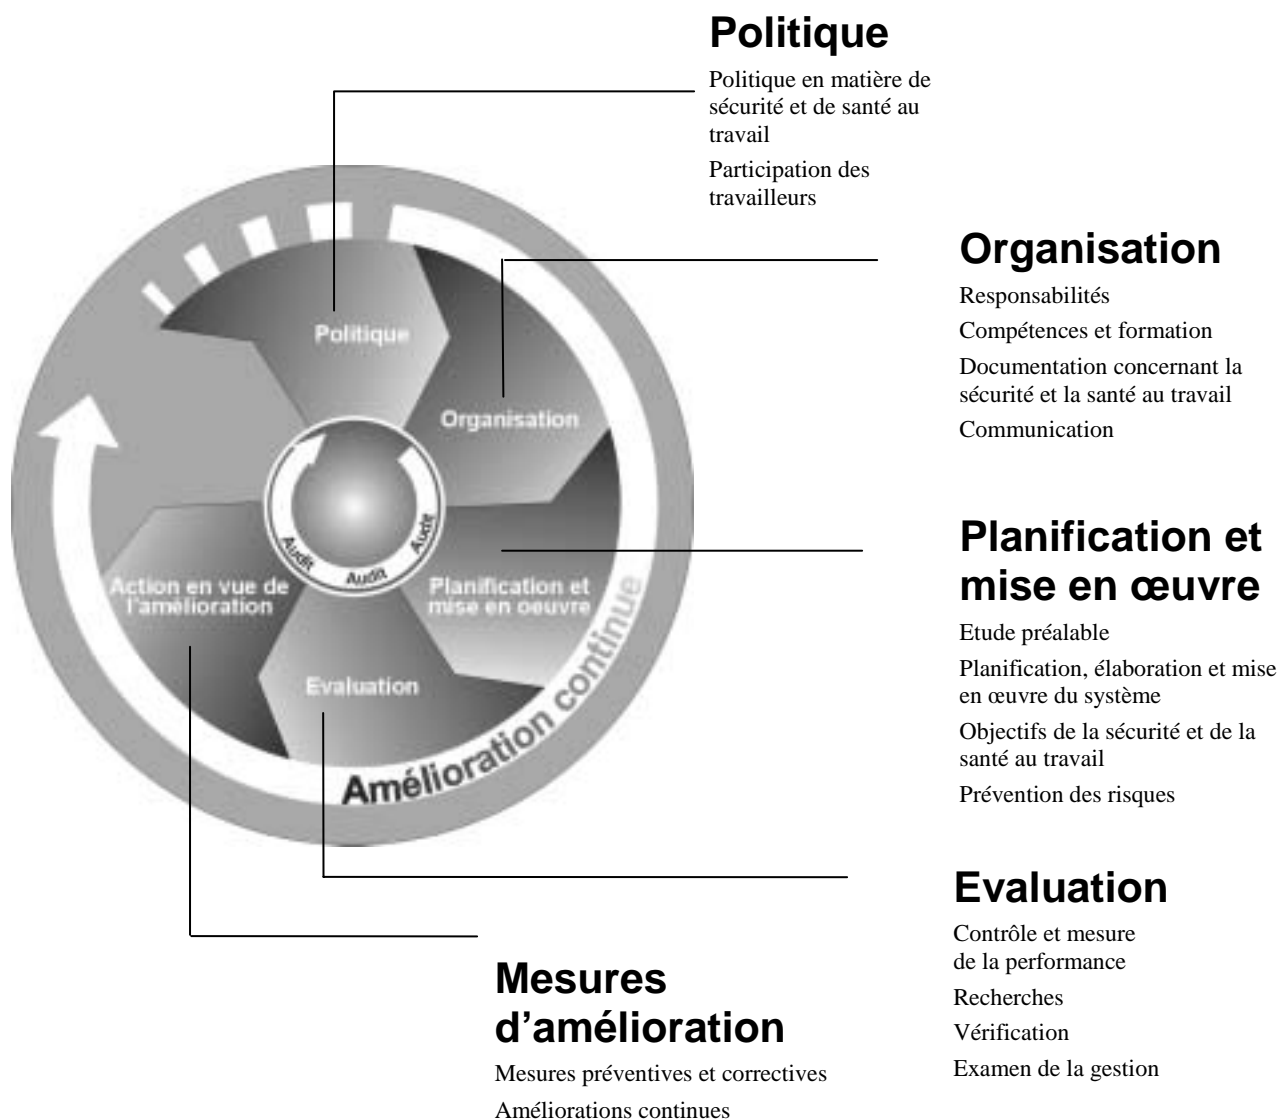 Politique
Politique en matière de
sécurité et de santé au
travail
Participation des
travailleurs
Organisation
Responsabilités
Compétences et formation
Documentation concernant la
sécurité et la santé au travail
Communication
Planification et
mise en œuvre
Etude préalable
Planification, élaboration et mise
en œuvre du système
Objectifs de la sécurité et de la
santé au travail
Prévention des risques
Evaluation
Contrôle et mesure
de la performance
Recherches
Vérification
Examen de la gestion
Mesures
d’amélioration
Mesures préventives et correctives
Améliorations continues
Politique
Organisation
Planification et
mise en oeuvre
Evaluation
Action en vue de
l'amélioration
Audit
Audit
Audit
Amélioration continue